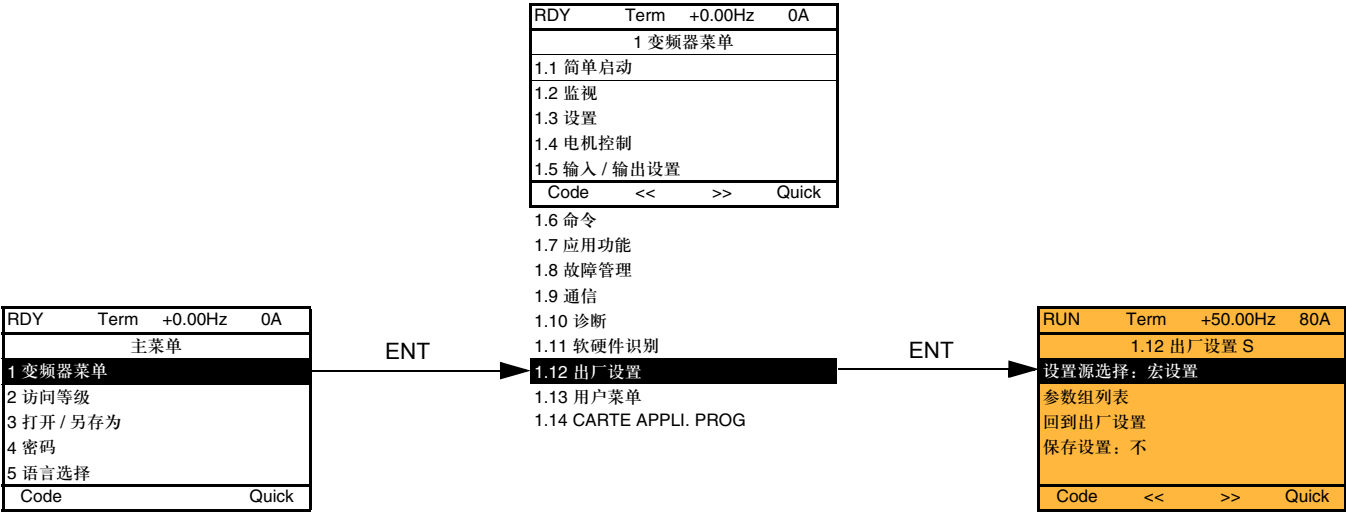 RDY Term +0.00Hz 0A
1 变频器菜单
1.1 简单启动
1.2 监视
1.3 设置
1.4 电机控制
1.5 输入 / 输出设置
Code << >> Quick
1.6 命令
1.7 应用功能
1.8 故障管理
1.9 通信
1.10 诊断
1.11 软硬件识别
1.12 出厂设置
1.13 用户菜单
1.14 CARTE APPLI. PROG
RDY Term +0.00Hz 0A
主菜单
1 变频器菜单
2 访问等级
3 打开 / 另存为
4 密码
5 语言选择
Code Quick
ENT
ENT
RUN Term +50.00Hz 80A
1.12 出厂设置 S
设置源选择：宏设置
参数组列表
回到出厂设置
保存设置：不
Code << >> Quick